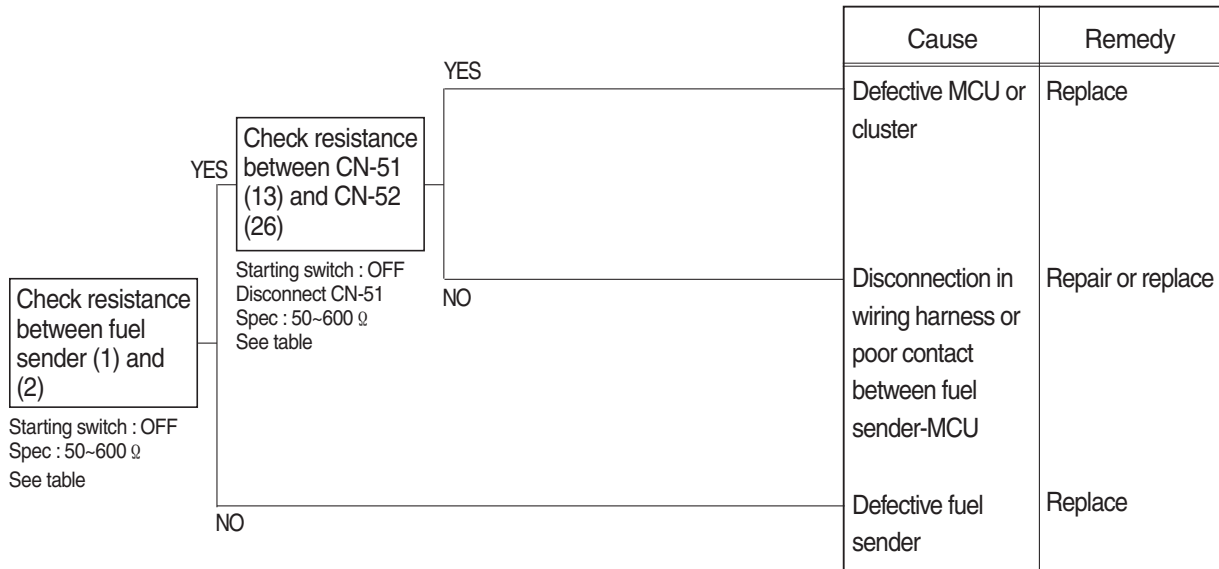 Cause
Remedy
YES
Defective MCU or
cluster
Replace
YES
Check resistance
between CN-51
(13) and CN-52
(26)
Starting switch : OFF
Disconnect CN-51
Spec : 50~600 Ω
See table
NO
Disconnection in
wiring harness or
poor contact
between fuel
sender-MCU
Repair or replace
Check resistance
between fuel
sender (1) and
(2)
Starting switch : OFF
Spec : 50~600 Ω
See table
NO
Defective fuel
sender
Replace